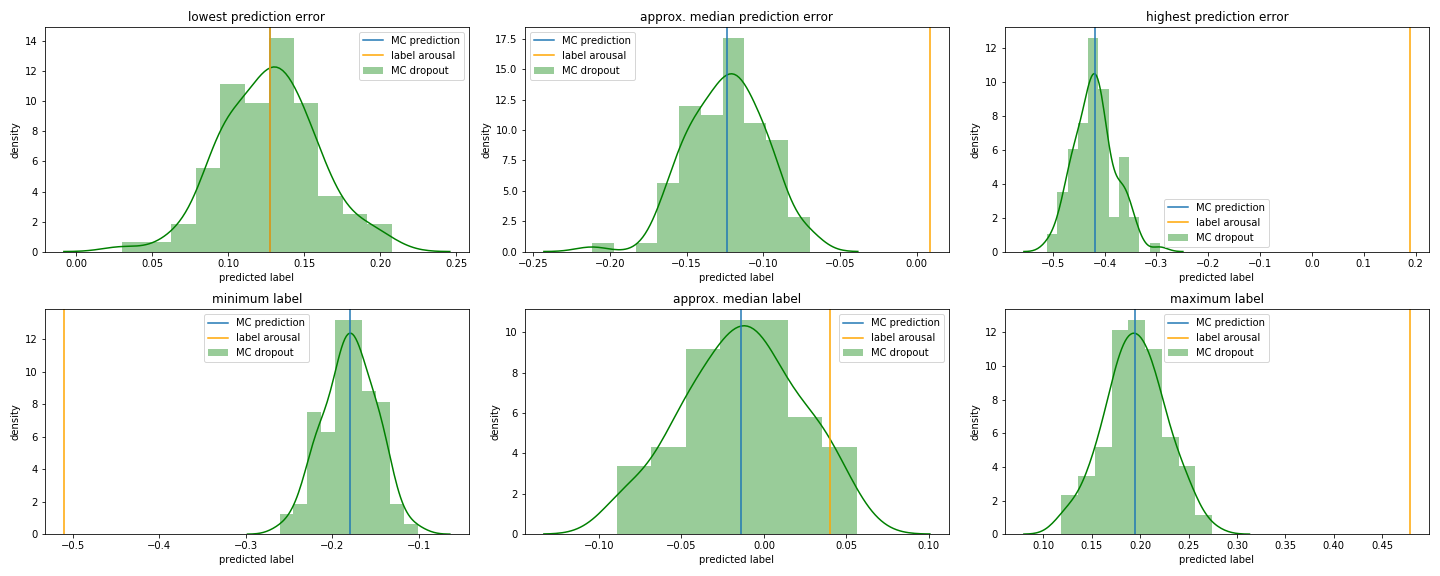 lowest prediction error
density
14
12
10
8
6
4
2
0
MC prediction
label arousal
MC dropout
0.00
0.05
0.10
0.15
0.20
0.25
predicted label
approx. median prediction error
density
17.5
15.0
12.5
10.0
7.5
5.0
2.5
0.0
MC prediction
label arousal
MC dropout
−0.25
−0.20
−0.15
−0.10
−0.05
0.00
predicted label
highest prediction error
density
12
10
8
6
4
2
0
MC prediction
label arousal
MC dropout
−0.5
−0.4
−0.3
−0.2
−0.1
0.0
0.1
0.2
predicted label
minimum label
density
12
10
8
6
4
2
0
MC prediction
label arousal
MC dropout
−0.5
−0.4
−0.3
−0.2
−0.1
predicted label
approx. median label
density
10
8
6
4
2
0
MC prediction
label arousal
MC dropout
−0.10
−0.05
0.00
0.05
0.10
predicted label
maximum label
density
12
10
8
6
4
2
0
MC prediction
label arousal
MC dropout
0.10
0.15
0.20
0.25
0.30
0.35
0.40
0.45
predicted label